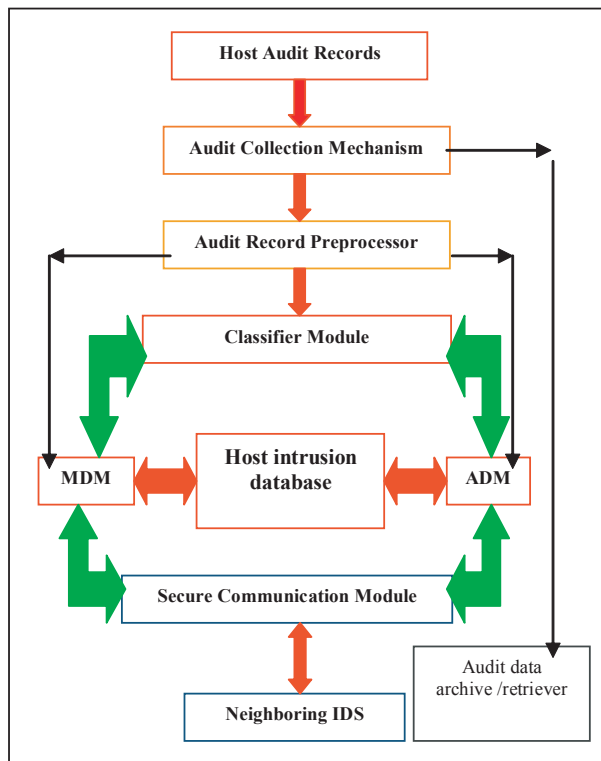 Host Audit Records
Audit Collection Mechanism
Audit Record Preprocessor
Classifier Module
MDM
Host intrusion
database
ADM
Secure Communication Module
Audit data
archive /retriever
Neighboring IDS